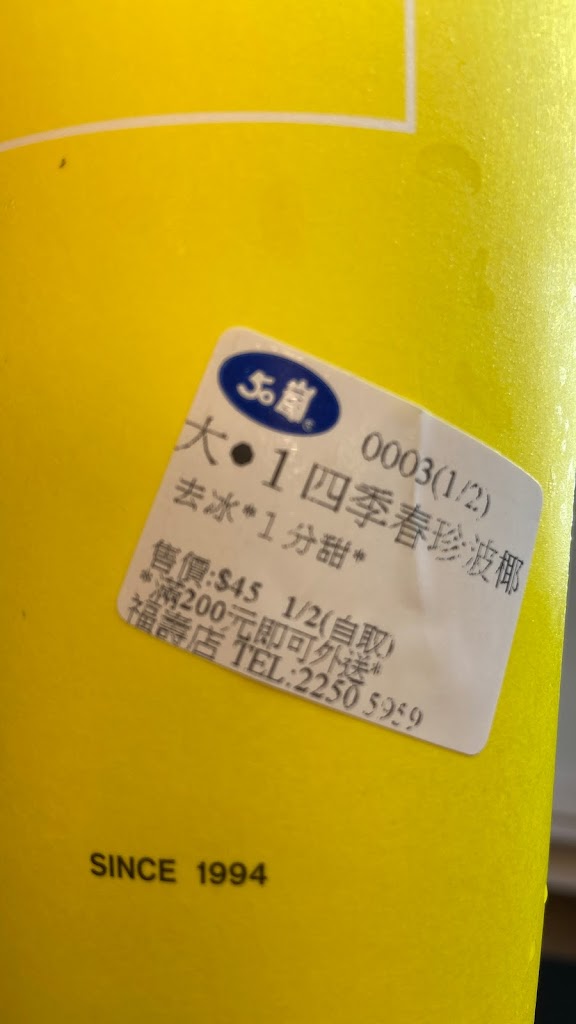 50嵐
0003(1/2)
大●1 四季春珍波椰
去冰*1分甜*
售價:$45 1/2(自取)
*滿200元即可外送*
福壽店 TEL:2250 5959
SINCE 1994